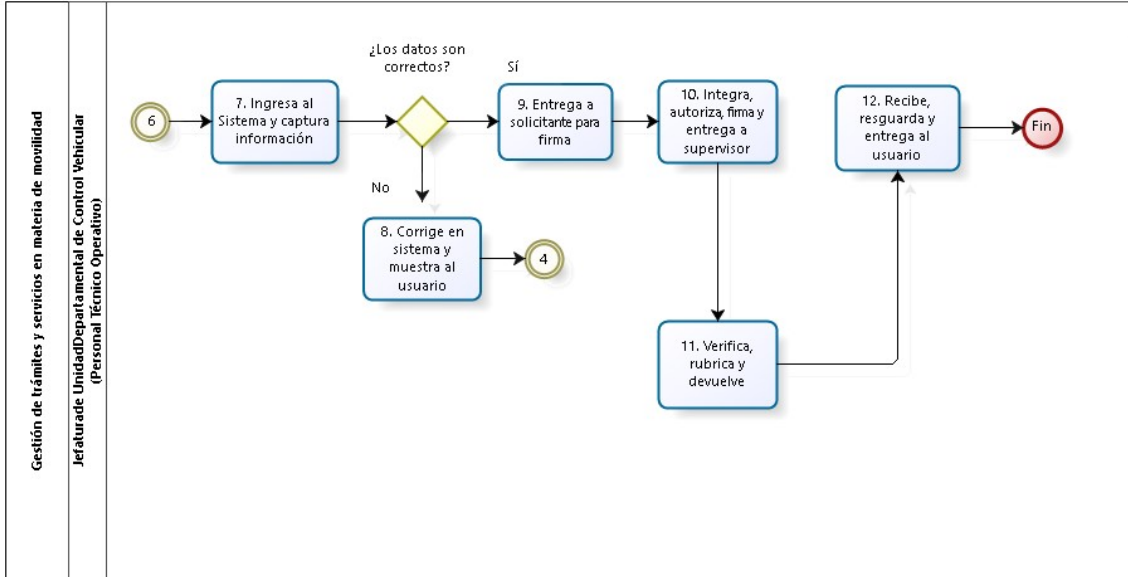 Gestión de trámites y servicios en materia de movilidad
Jefaturade UnidadDepartamental de Control Vehicular
(Personal Técnico Operativo)
6
7. Ingresa al
Sistema y captura
información
¿Los datos son
correctos?
Sí
No
8. Corrige en
sistema y
muestra al
usuario
4
9. Entrega a
solicitante para
firma
10. Integra,
autoriza, firma y
entrega a
supervisor
11. Verifica,
rubrica y
devuelve
12. Recibe,
resguarda y
entrega al
usuario
Fin